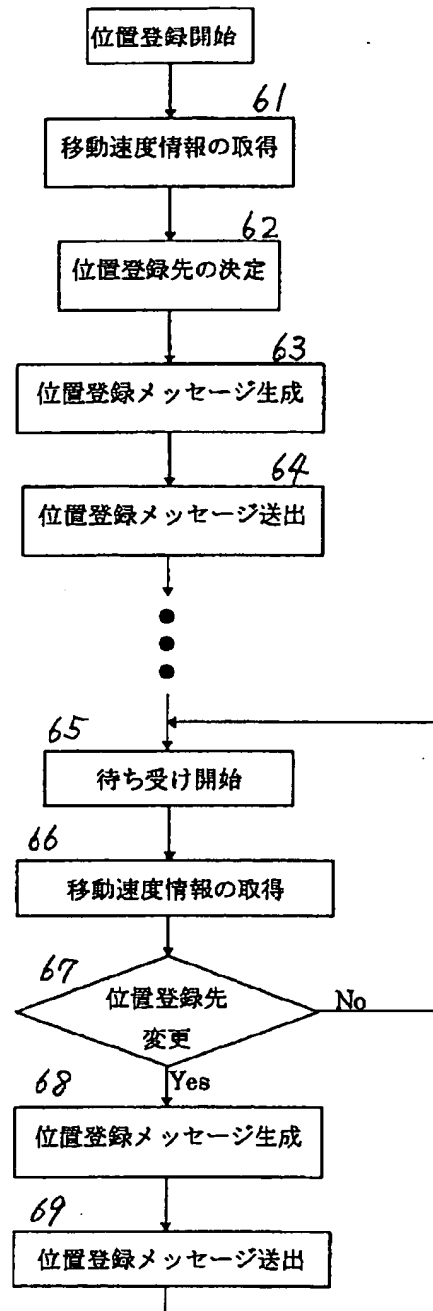 位置登録開始
61
移動速度情報の取得
62
位置登録先の決定
63
位置登録メッセージ生成
64
位置登録メッセージ送出
65
待ち受け開始
66
移動速度情報の取得
67
位置登録先
変更
No
Yes
68
位置登録メッセージ生成
69
位置登録メッセージ送出